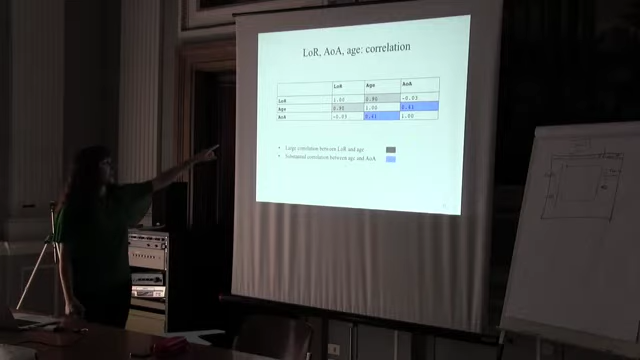 LoR, AoA, age: correlation
LoA Age AoA
LoA 1.00 0.90 -0.03
Age 0.90 1.00 0.41
AoA -0.03 0.41 1.00
• Large correlation between LoR and age
• Substantial correlation between age and AoA